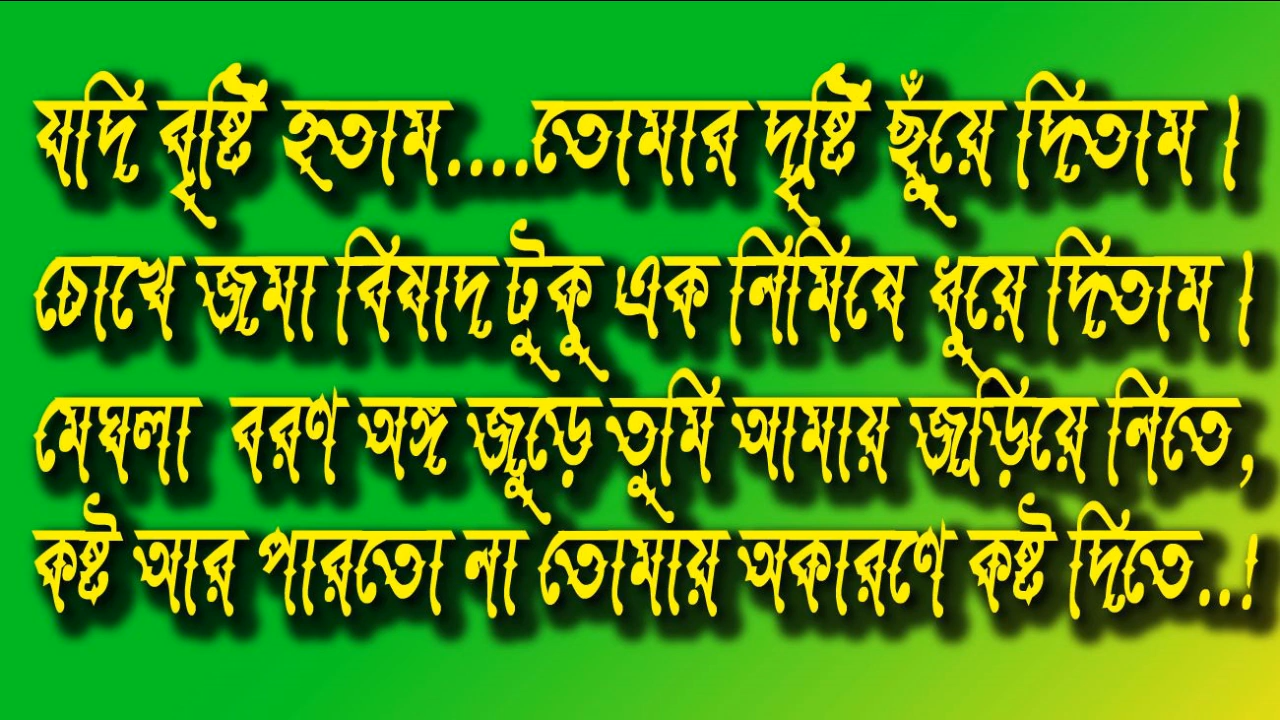 যদি বৃষ্টি হতাম....তোমার দৃষ্টি ছুঁয়ে দিতাম।
চোখে জমা বিষাদ টুকু এক নিমিষে ধুয়ে দিতাম।
মেঘলা বরণ অঙ্গ জুড়ে তুমি আমায় জড়িয়ে নিতে,
কষ্ট আর পারতো না তোমায় অকারণে কষ্ট দিতে..!